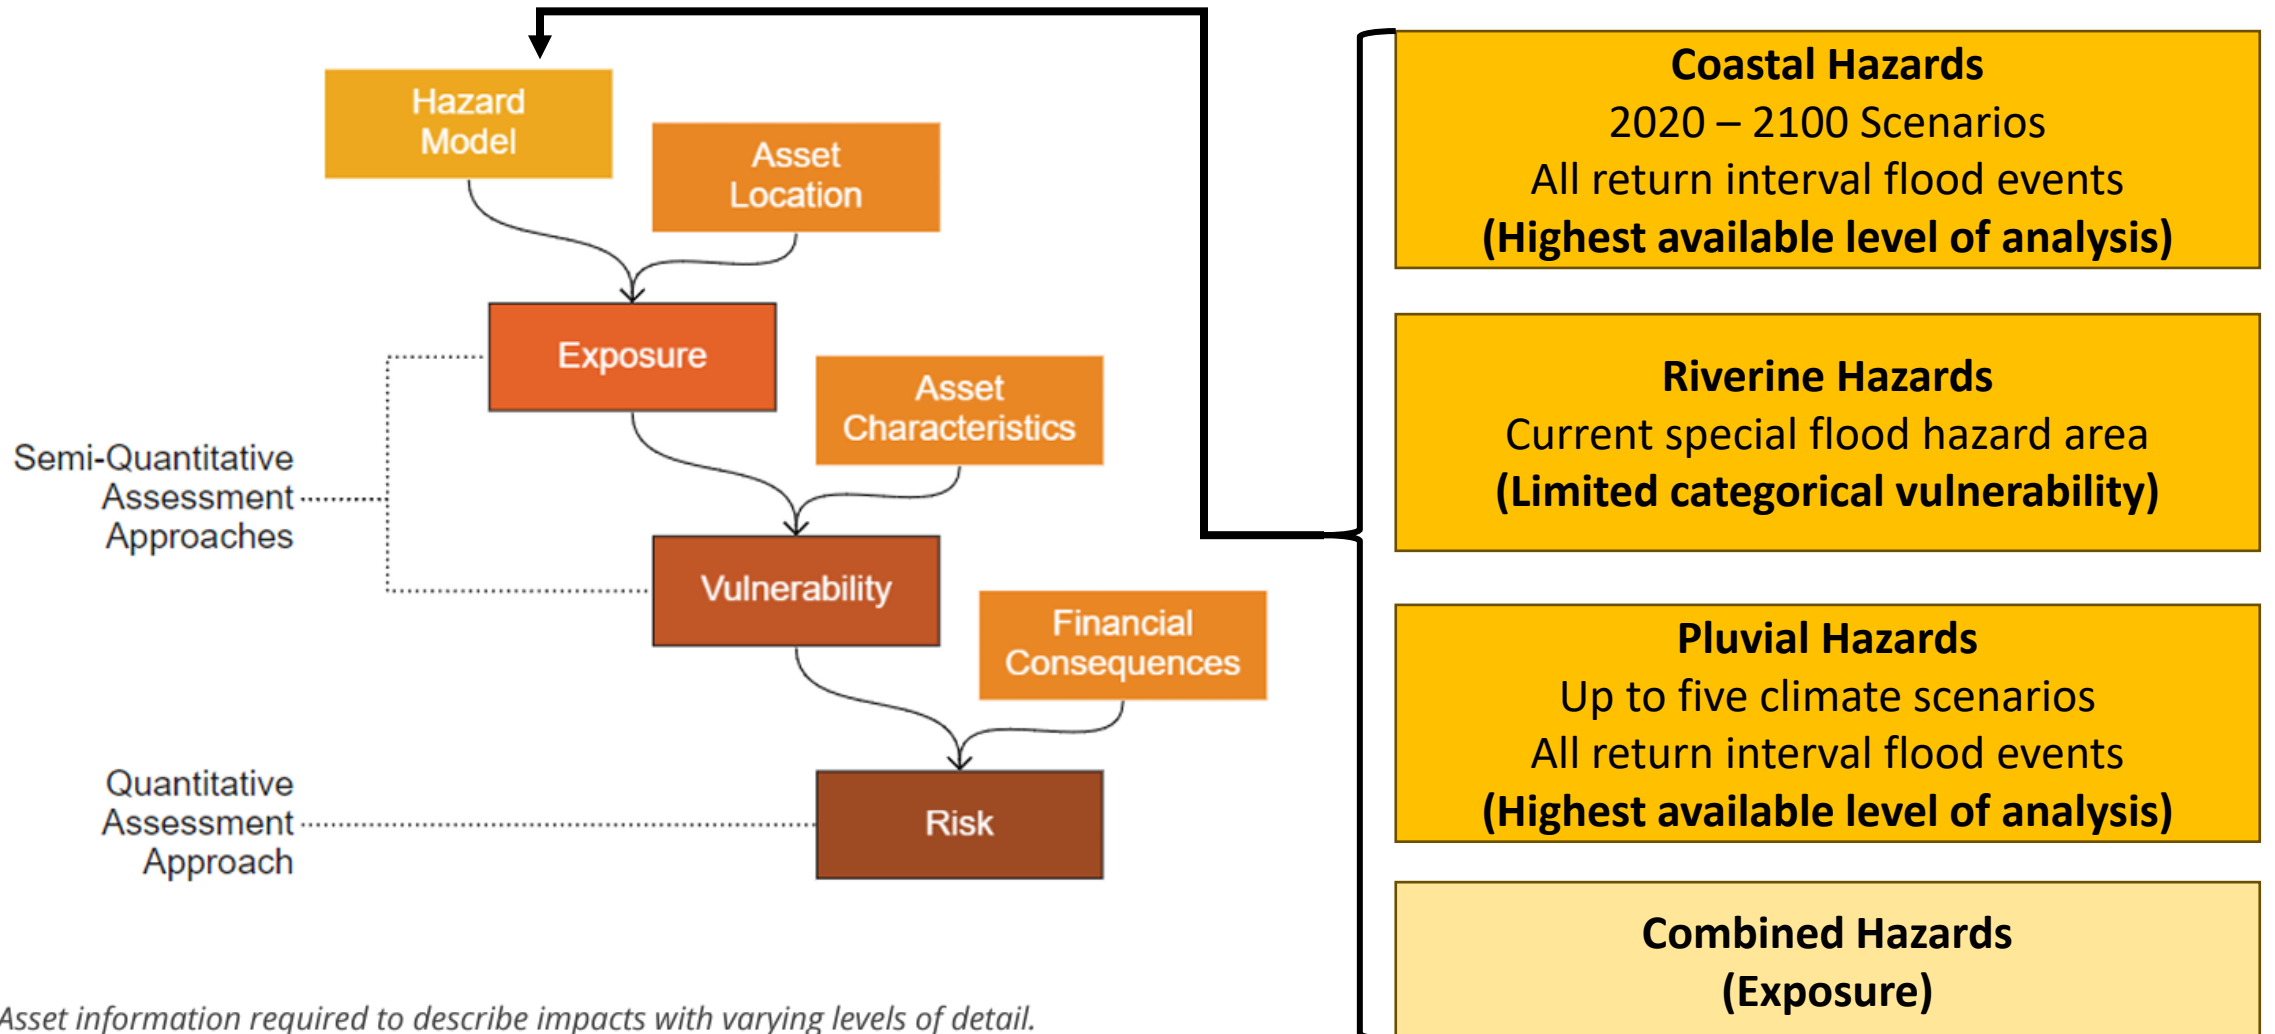 Hazard
Model
Asset
Location
Exposure
Asset
Characteristics
Semi-Quantitative
Assessment
Approaches
Vulnerability
Financial
Consequences
Quantitative
Assessment
Approach
Risk
Asset information required to describe impacts with varying levels of detail.
Coastal Hazards
2020 – 2100 Scenarios
All return interval flood events
(Highest available level of analysis)
Riverine Hazards
Current special flood hazard area
(Limited categorical vulnerability)
Pluvial Hazards
Up to five climate scenarios
All return interval flood events
(Highest available level of analysis)
Combined Hazards
(Exposure)